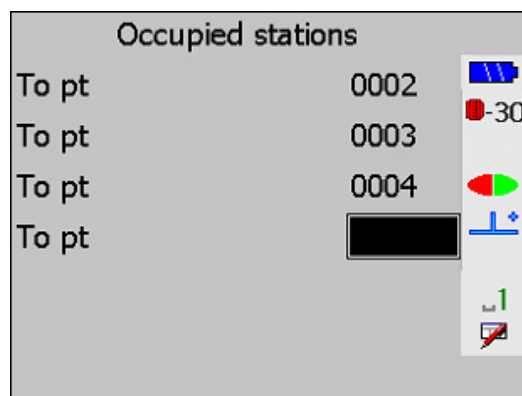 Occupied stations
To pt 0002
-30
To pt 0003
To pt 0004
To pt
1